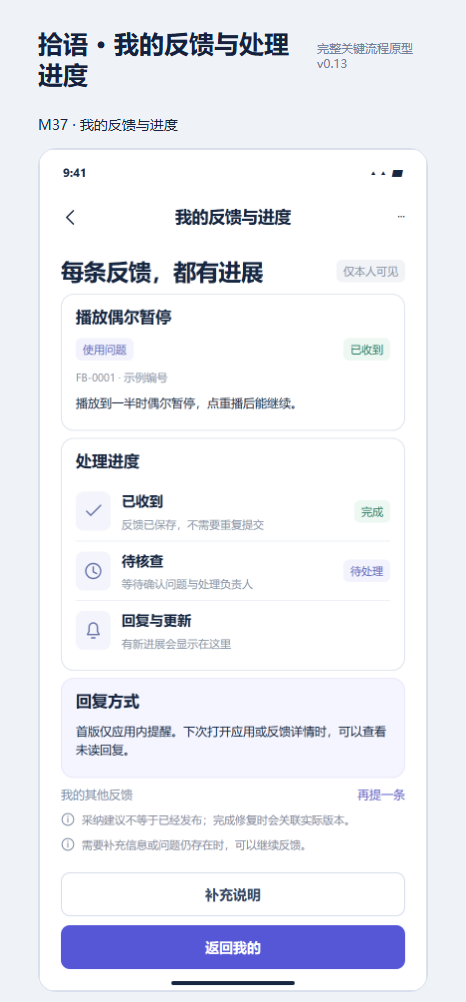 拾语·我的反馈与处理
进度
完整关键流程原型
v0.13
M37 · 我的反馈与进度
9:41
我的反馈与进度
...
每条反馈，都有进展
仅本人可见
播放偶尔暂停
使用问题
已收到
FB-0001 · 示例编号
播放到一半时偶尔暂停，点重播后能继续。
处理进度
已收到
完成
反馈已保存，不需要重复提交
待核查
待处理
等待确认问题与处理负责人
回复与更新
有新进展会显示在这里
回复方式
首版仅应用内提醒。下次打开应用或反馈详情时，可以查看
未读回复。
我的其他反馈
再提一条
采纳建议不等于已经发布；完成修复时会关联实际版本。
需要补充信息或问题仍存在时，可以继续反馈。
补充说明
返回我的